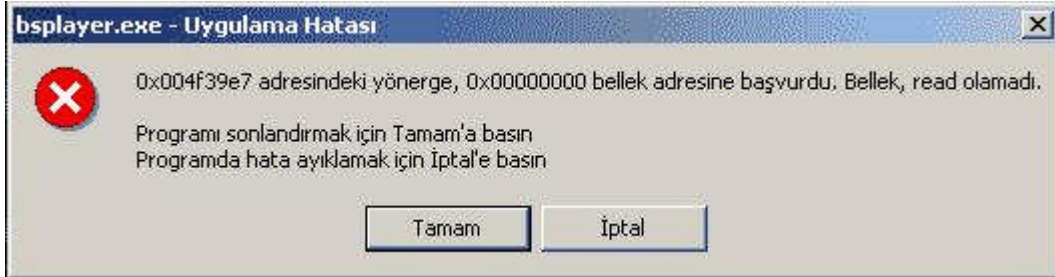 bsplayer.exe - Uygulama Hatası
0x004f39e7 adresindeki yönerge, 0x00000000 bellek adresine başvurdu. Bellek, read olamadı.
Programı sonlandırmak için Tamam'a basın
Programda hata ayıklamak için İptal'e basın
Tamam
İptal